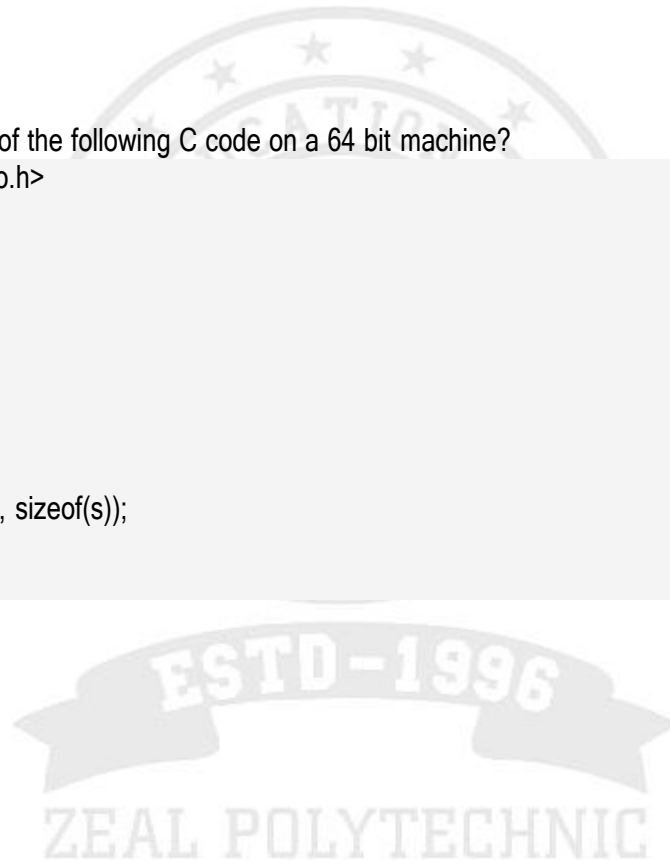 of the following C code on a 64 bit machine?
o.h>
, sizeof(s));
ESTD-1996
ZEAL POLYTECHNIC